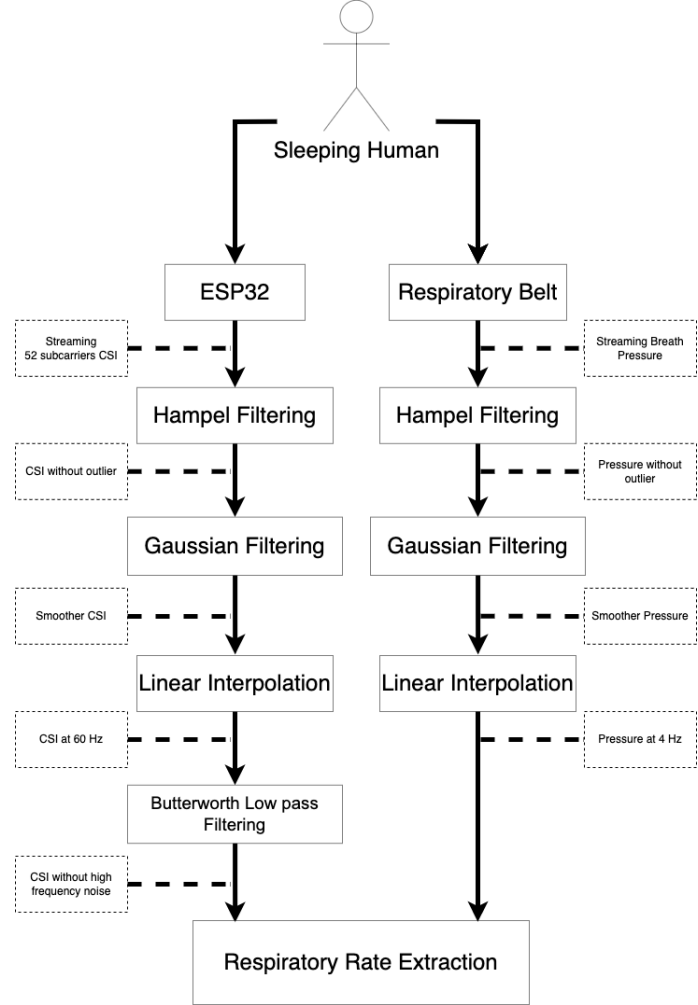 Sleeping Human
ESP32
Respiratory Belt
Streaming
52 subcarriers CSI
Streaming Breath
Pressure
Hampel Filtering
Hampel Filtering
CSI without outlier
Pressure without
outlier
Gaussian Filtering
Gaussian Filtering
Smoother CSI
Smoother Pressure
Linear Interpolation
Linear Interpolation
CSI at 60 Hz
Pressure at 4 Hz
Butterworth Low pass
Filtering
CSI without high
frequency noise
Respiratory Rate Extraction